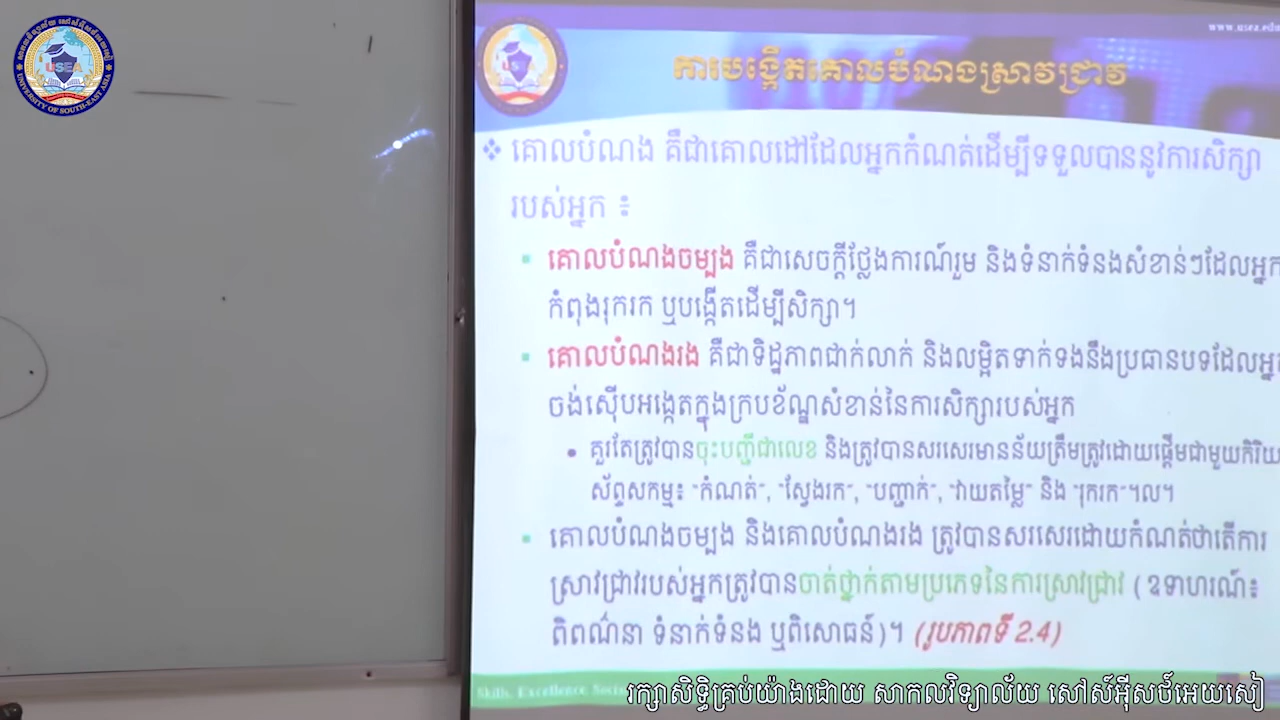 USEA
UNIVERSITY OF SOUTH-EAST ASIA
www.usea.edu
ការបង្កើតគោលបំណងស្រាវជ្រាវ
❖ គោលបំណង គឺជាគោលដៅដែលអ្នកកំណត់ដើម្បីទទួលបាននូវការសិក្សា
របស់អ្នក ៖
▪ គោលបំណងចម្បង គឺជាសេចក្តីថ្លែងការណ៍រួម និងទំនាក់ទំនងសំខាន់ៗដែលអ្នក
កំពុងរុករក ឬបង្កើតដើម្បីសិក្សា។
▪ គោលបំណងរង គឺជាទិដ្ឋភាពជាក់លាក់ និងលម្អិតទាក់ទងនឹងប្រធានបទដែលអ្នក
ចង់ស៊ើបអង្កេតក្នុងក្របខ័ណ្ឌសំខាន់នៃការសិក្សារបស់អ្នក
• គួរតែត្រូវបានចុះបញ្ជីជាលេខ និងត្រូវបានសរសេរមានន័យត្រឹមត្រូវដោយផ្តើមជាមួយកិរិយ
ស័ព្ទសកម្ម៖ "កំណត់", "ស្វែងរក", "បញ្ជាក់", "វាយតម្លៃ" និង "រុករក"។ល។
▪ គោលបំណងចម្បង និងគោលបំណងរង ត្រូវបានសរសេរដោយកំណត់ថាតើការ
ស្រាវជ្រាវរបស់អ្នកត្រូវបានចាត់ថ្នាក់តាមប្រភេទនៃការស្រាវជ្រាវ (ឧទាហរណ៍៖
ពិពណ៌នា ទំនាក់ទំនង ឬពិសោធន៍)។ (រូបភាពទី 2.4)
Skills, Excellence
រក្សាសិទ្ធិគ្រប់យ៉ាងដោយ សាកលវិទ្យាល័យ សៅស៍អ៊ីសថ៍អេយសៀ